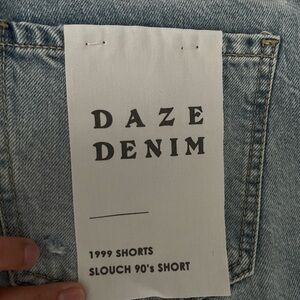 DAZE
DENIM
1999 SHORTS
SLOUCH 90's SHORT